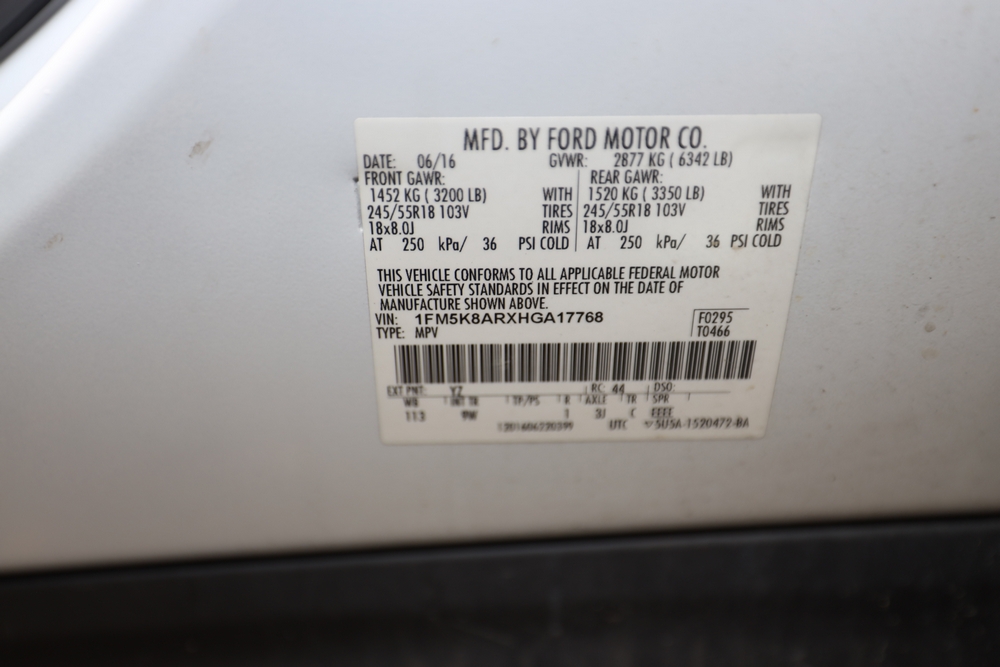 MFD. BY FORD MOTOR CO.
DATE: 06/16 GVWR: 2877 KG ( 6342 LB)
FRONT GAWR: REAR GAWR:
1452 KG ( 3200 LB) WITH 1520 KG ( 3350 LB) WITH
245/55R18 103V TIRES 245/55R18 103V TIRES
18x8.0J RIMS 18x8.0J RIMS
AT 250 kPa/ 36 PSI COLD AT 250 kPa/ 36 PSI COLD
THIS VEHICLE CONFORMS TO ALL APPLICABLE FEDERAL MOTOR
VEHICLE SAFETY STANDARDS IN EFFECT ON THE DATE OF
MANUFACTURE SHOWN ABOVE.
VIN: 1FM5K8ARXHGA17768 F0295
TYPE: MPV T0466
EXT PNT: YZ RC: 44 DSO:
WB INT TR TP/PS R AXLE TR SPR
113 1 3J C EEEE
UTC 5USA-1520472-BA